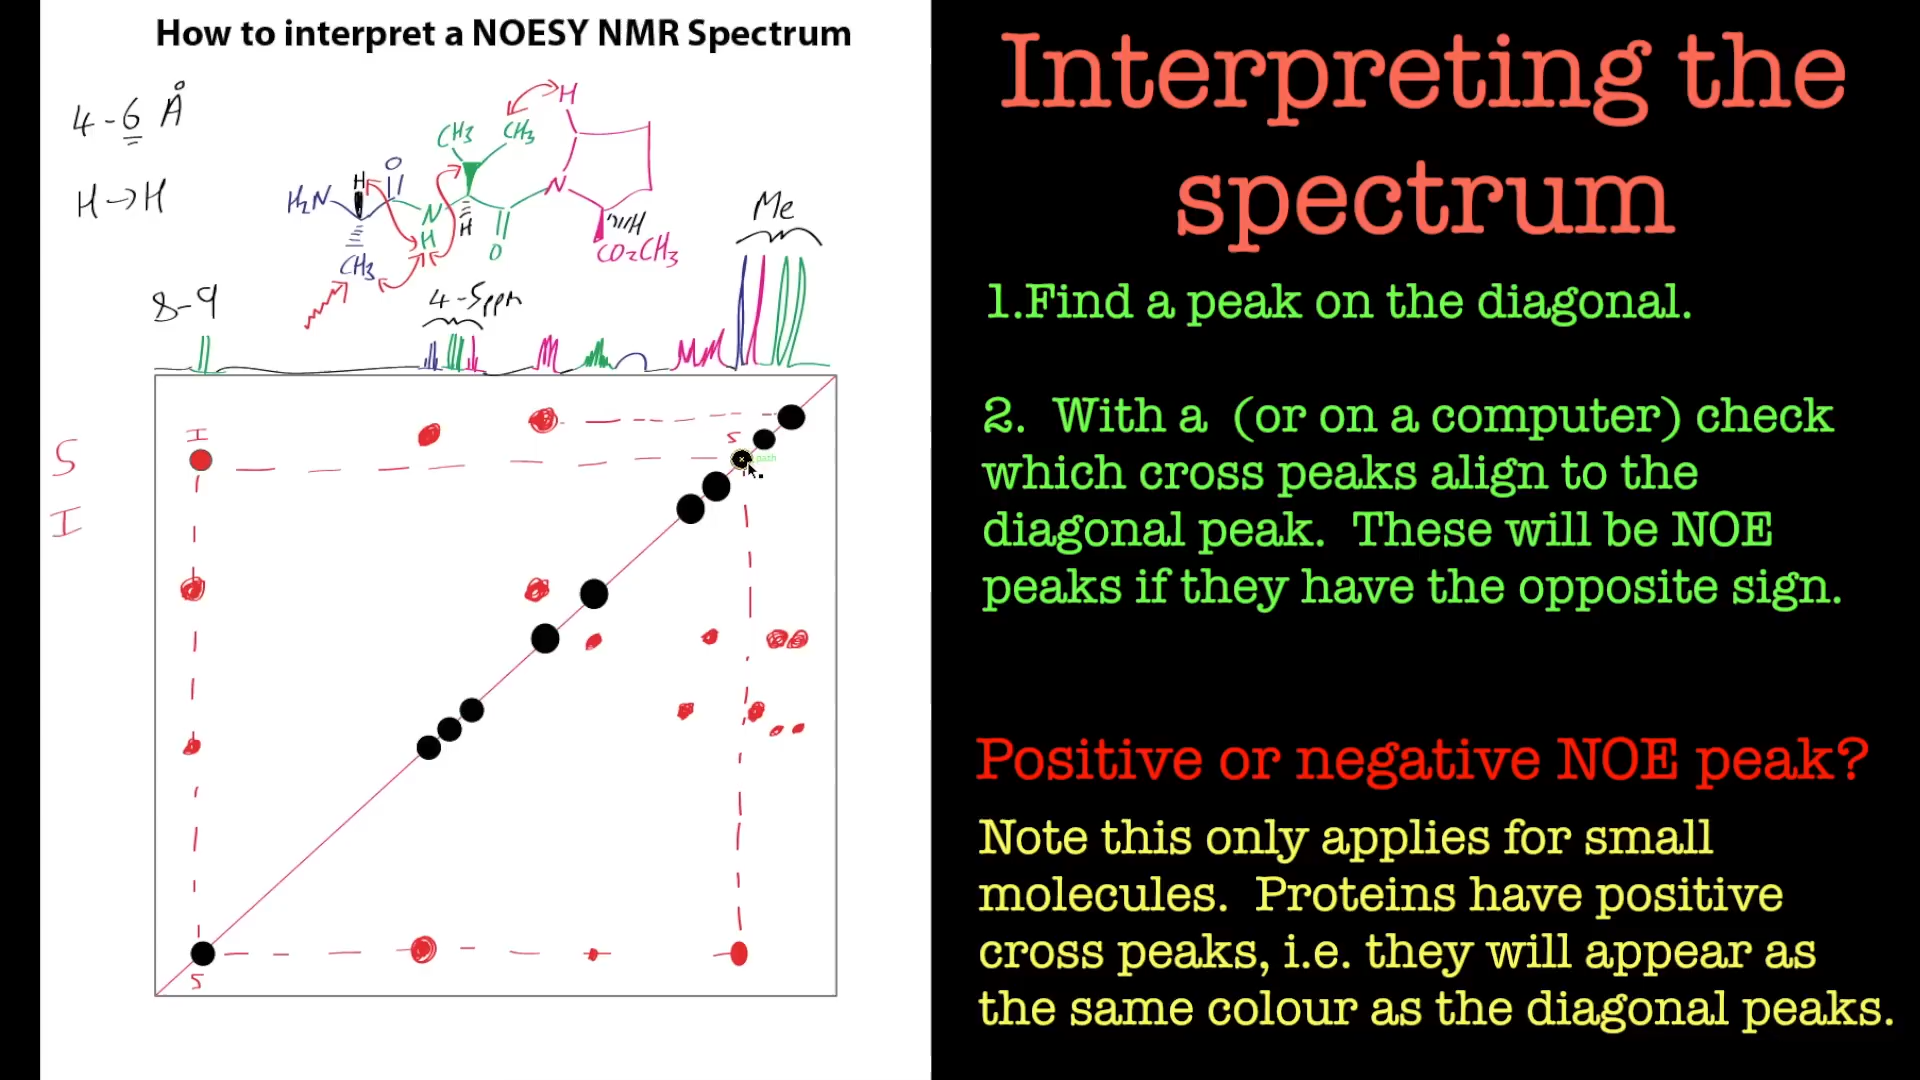 How to interpret a NOESY NMR Spectrum
4-6 Å
H→H
H
CH3 CH3
O
H
H2N
N
N
H
H
H
CH3
O
CO2CH3
Me
8-9
4-5ppm
S
I
I
S
path
S
Interpreting the
spectrum
1.Find a peak on the diagonal.
2. With a (or on a computer) check
which cross peaks align to the
diagonal peak. These will be NOE
peaks if they have the opposite sign.
Positive or negative NOE peak?
Note this only applies for small
molecules. Proteins have positive
cross peaks, i.e. they will appear as
the same colour as the diagonal peaks.